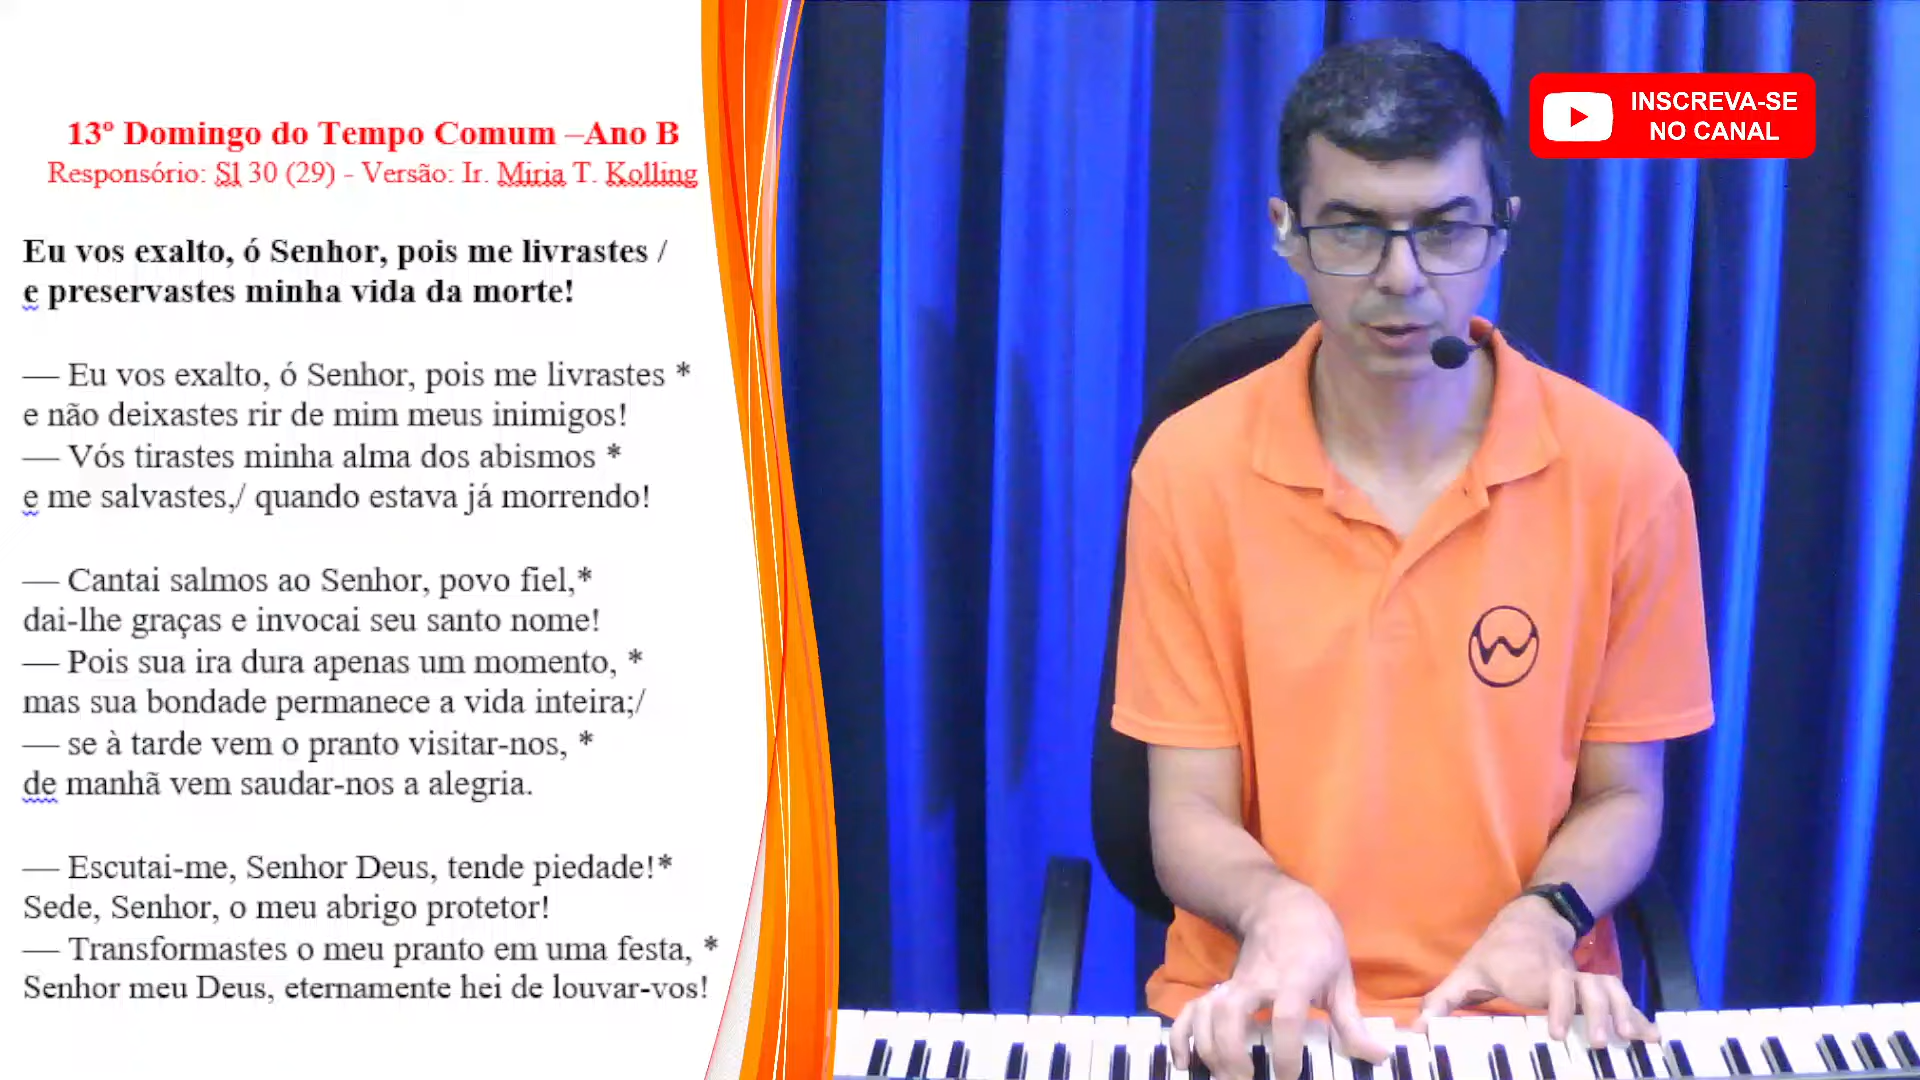 13º Domingo do Tempo Comum –Ano B
Responsório: Sl 30 (29) - Versão: Ir. Miria T. Kolling
Eu vos exalto, ó Senhor, pois me livrastes /
e preservastes minha vida da morte!
— Eu vos exalto, ó Senhor, pois me livrastes *
e não deixastes rir de mim meus inimigos!
— Vós tirastes minha alma dos abismos *
e me salvastes,/ quando estava já morrendo!
— Cantai salmos ao Senhor, povo fiel,*
dai-lhe graças e invocai seu santo nome!
— Pois sua ira dura apenas um momento, *
mas sua bondade permanece a vida inteira;/
— se à tarde vem o pranto visitar-nos, *
de manhã vem saudar-nos a alegria.
— Escutai-me, Senhor Deus, tende piedade!*
Sede, Senhor, o meu abrigo protetor!
— Transformastes o meu pranto em uma festa, *
Senhor meu Deus, eternamente hei de louvar-vos!
INSCREVA-SE
NO CANAL